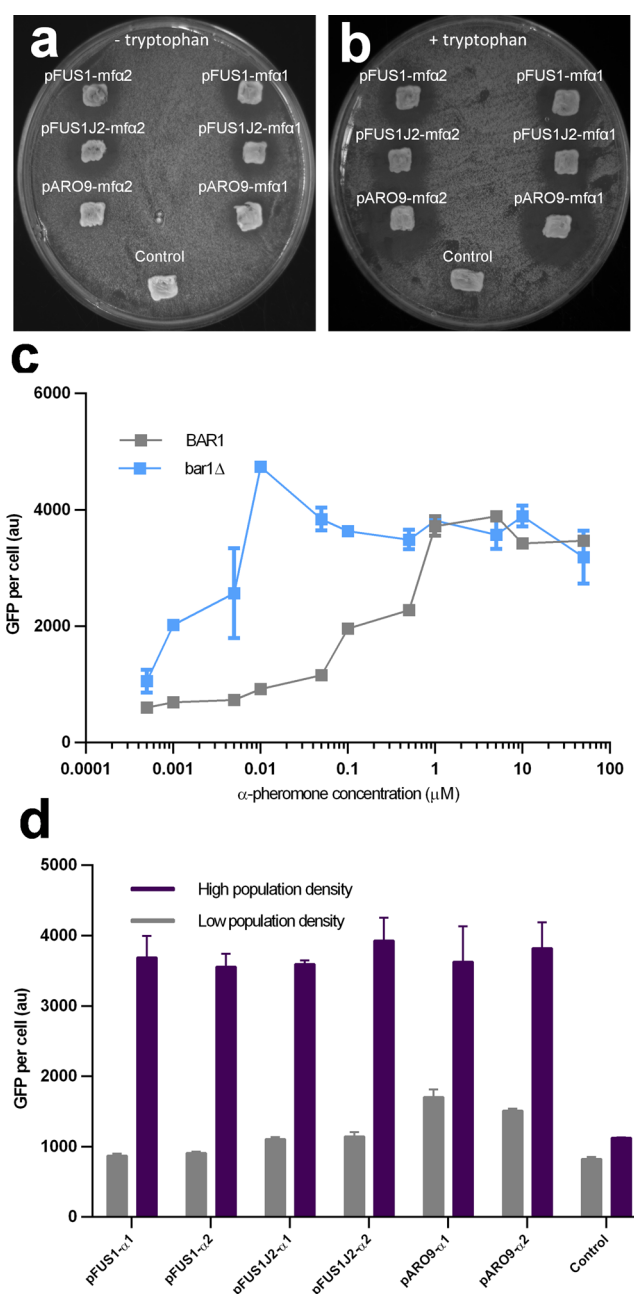 a
- tryptophan
pFUS1-mfα2 pFUS1-mfα1
pFUS1J2-mfα2 pFUS1J2-mfα1
pARO9-mfα2 pARO9-mfα1
Control
b
+ tryptophan
pFUS1-mfα2 pFUS1-mfα1
pFUS1J2-mfα2 pFUS1J2-mfα1
pARO9-mfα2 pARO9-mfα1
Control
c
6000
4000
2000
0
GFP per cell (au)
BAR1
bar1Δ
0.0001 0.001 0.01 0.1 1 10 100
α-pheromone concentration (μM)
d
5000
4000
3000
2000
1000
0
GFP per cell (au)
High population density
Low population density
pFUS1-α1
pFUS1-α2
pFUS1J2-α1
pFUS1J2-α2
pARO9-α1
pARO9-α2
Control